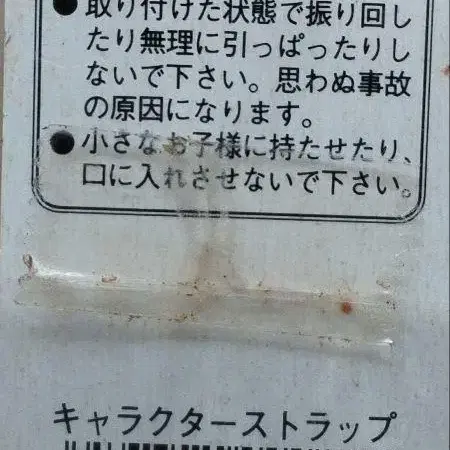 ●取り付けた状態で振り回し
たり無理に引っぱったりし
ないで下さい。思わぬ事故
の原因になります。
●小さなお子様に持たせたり、
口に入れさせないで下さい。
キャラクターストラップ